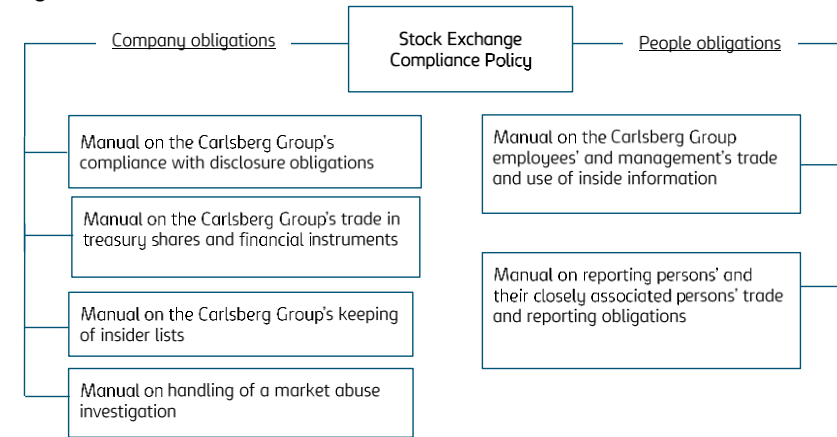 Company obligations
Stock Exchange
Compliance Policy
People obligations
Manual on the Carlsberg Group's
compliance with disclosure obligations
Manual on the Carlsberg Group's trade in
treasury shares and financial instruments
Manual on the Carlsberg Group's keeping
of insider lists
Manual on handling of a market abuse
investigation
Manual on the Carlsberg Group
employees' and management's trade
and use of inside information
Manual on reporting persons' and
their closely associated persons' trade
and reporting obligations